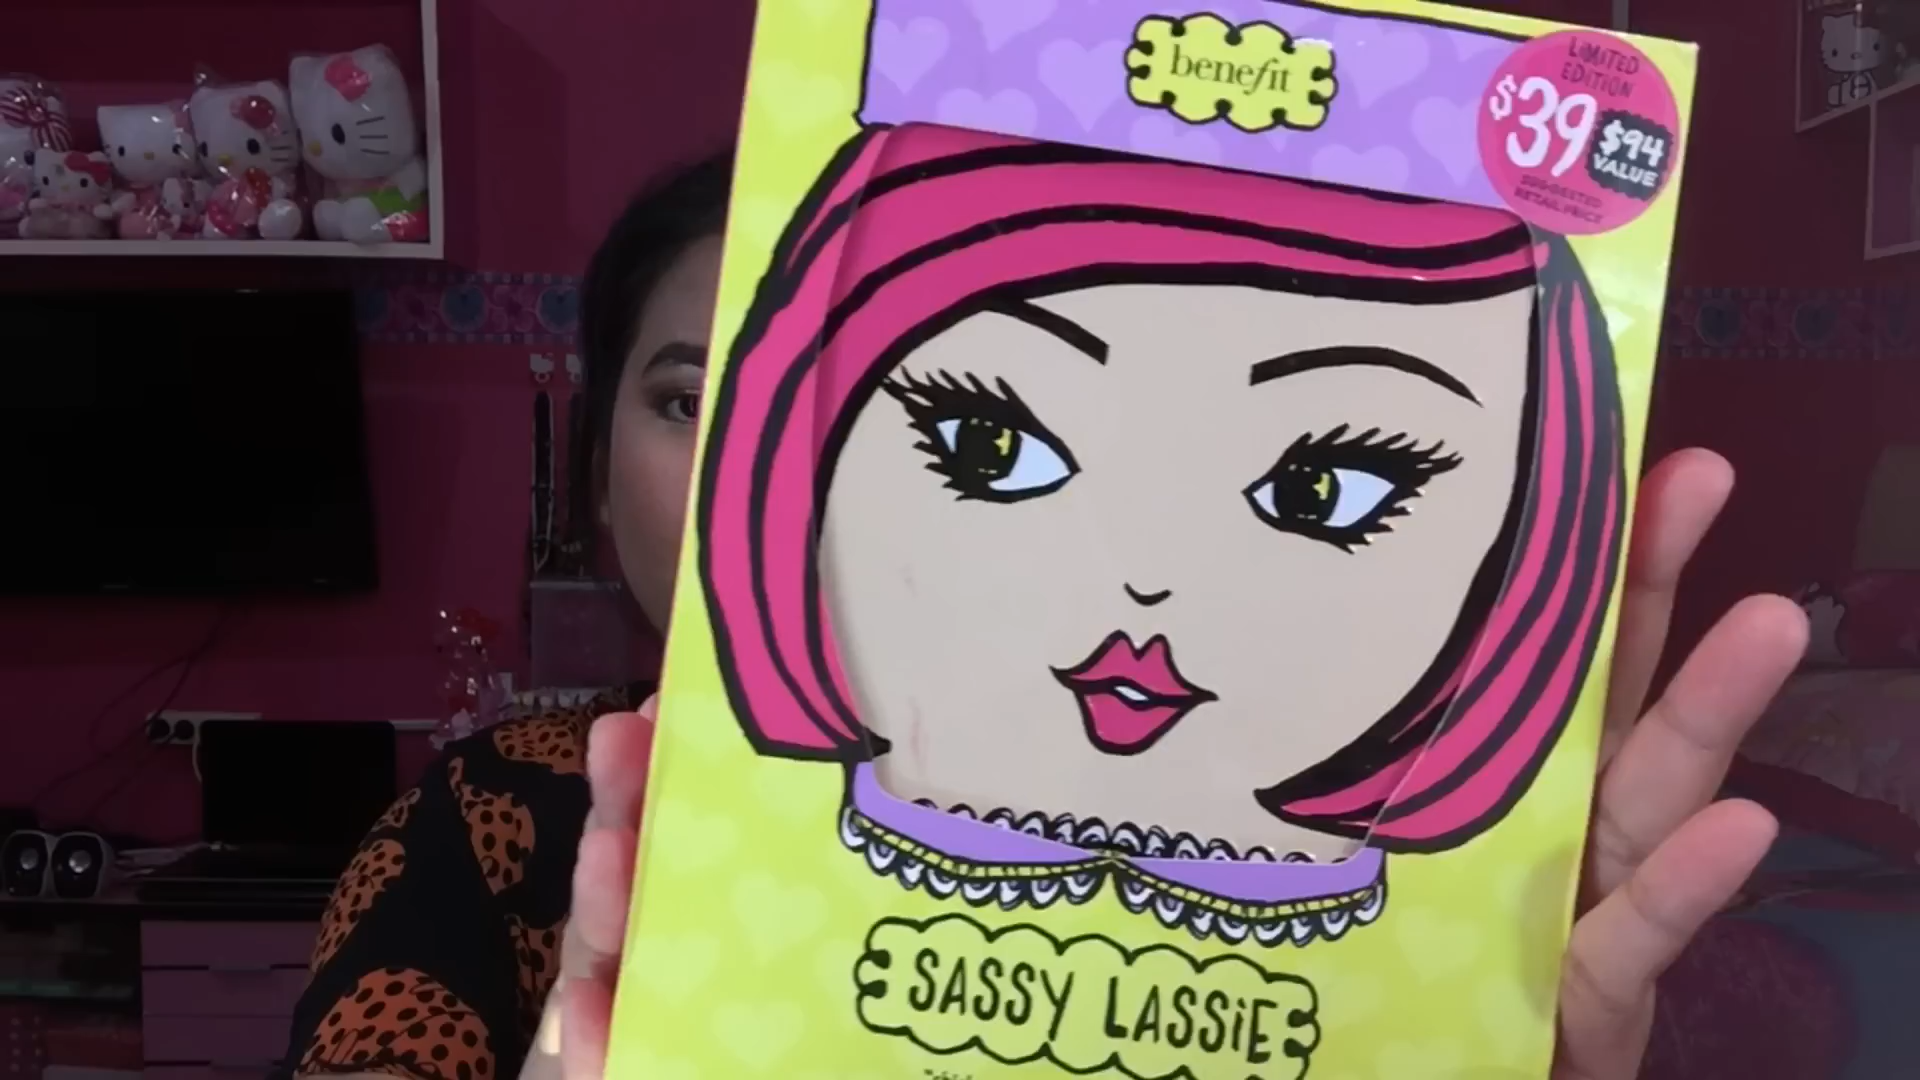 benefit
LiMiTED
EDITION
$39
$94
VALUE
SUGGESTED
RETAIL PRICE
SASSY LASSiE